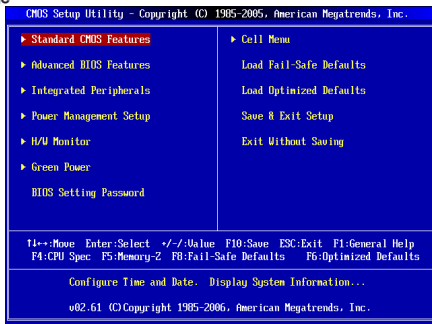 CMOS Setup Utility - Copyright (C) 1985-2005, American Megatrends, Inc.
▶ Standard CMOS Features
▶ Advanced BIOS Features
▶ Integrated Peripherals
▶ Power Management Setup
▶ H/W Monitor
▶ Green Power
BIOS Setting Password
▶ Cell Menu
Load Fail-Safe Defaults
Load Optimized Defaults
Save & Exit Setup
Exit Without Saving
↑↓←→:Move Enter:Select +/-/:Value F10:Save ESC:Exit F1:General Help
F4:CPU Spec F5:Memory-Z F8:Fail-Safe Defaults F6:Optimized Defaults
Configure Time and Date. Display System Information...
v02.61 (C)Copyright 1985-2006, American Megatrends, Inc.